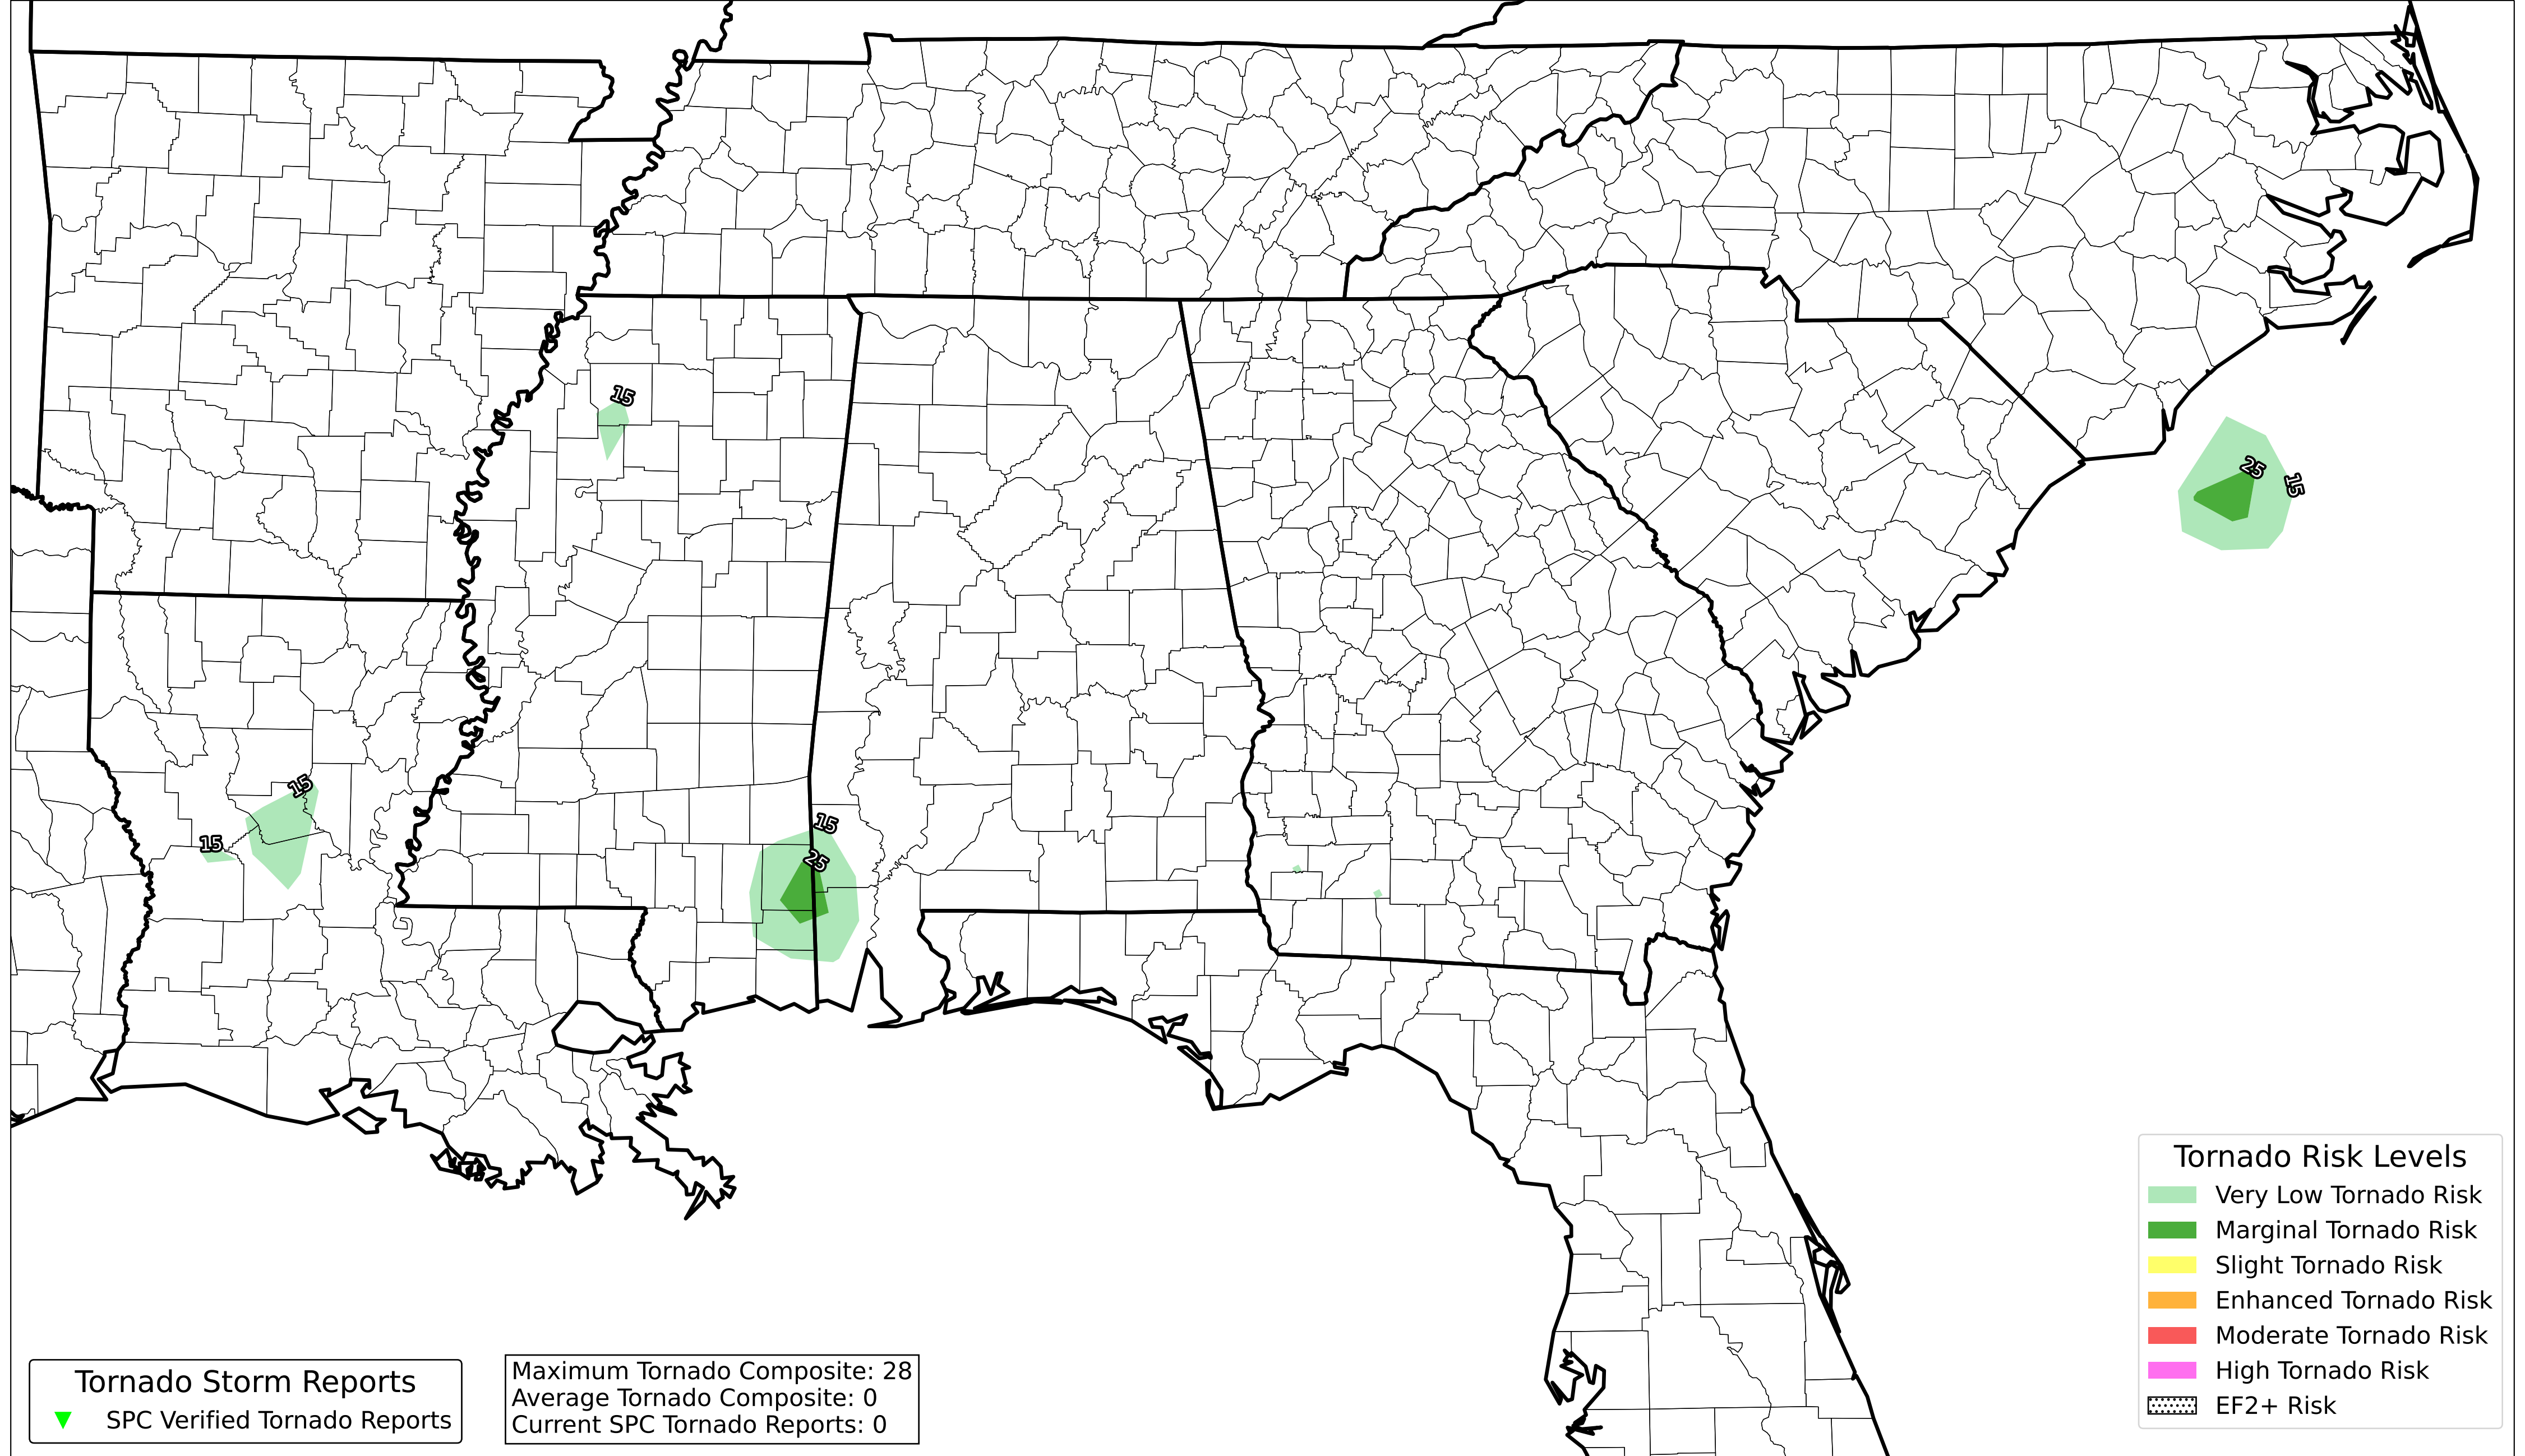 15
25
15
15
15
15
25
Tornado Risk Levels
Very Low Tornado Risk
Marginal Tornado Risk
Slight Tornado Risk
Enhanced Tornado Risk
Moderate Tornado Risk
High Tornado Risk
EF2+ Risk
Tornado Storm Reports
SPC Verified Tornado Reports
Maximum Tornado Composite: 28
Average Tornado Composite: 0
Current SPC Tornado Reports: 0